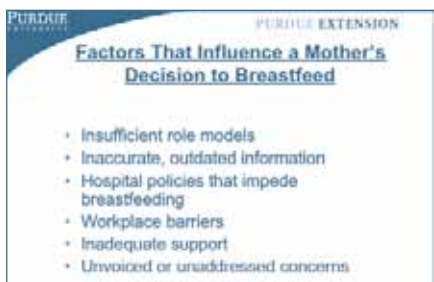 PURDUE
UNIVERSITY
PURDUE EXTENSION
Factors That Influence a Mother's
Decision to Breastfeed
• Insufficient role models
• Inaccurate, outdated information
• Hospital policies that impede
breastfeeding
• Workplace barriers
• Inadequate support
• Unvoiced or unaddressed concerns